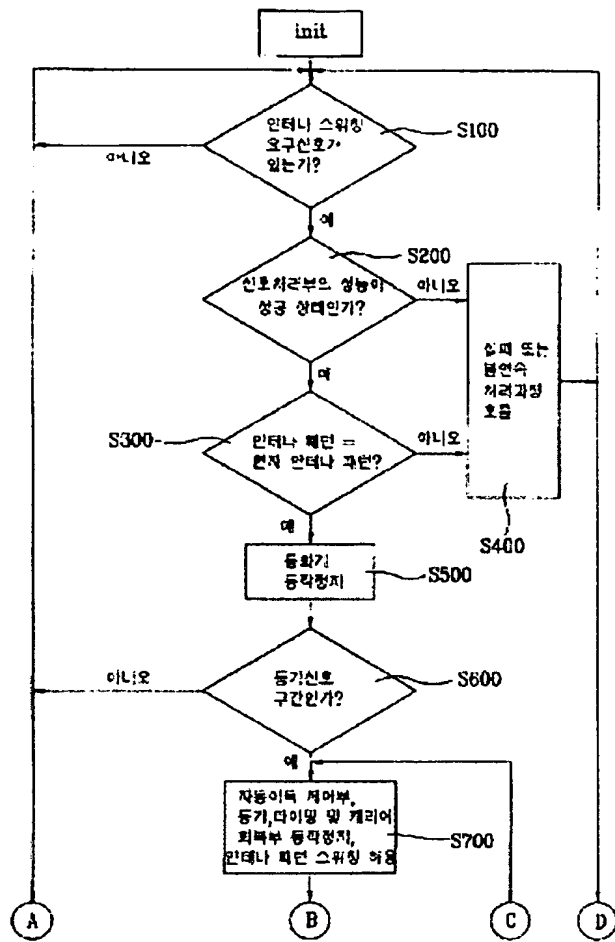 init
안테나 스위칭
요구신호가
있는가?
S100
아니오
예
S200
신호처리부의 성능이
성공 상태인가?
아니오
예
실패 또는
불연속
처리과정
호출
S300
안테나 패턴 =
현재 안테나 패턴?
아니오
예
S400
등화기
동작정지
S500
동기신호
구간인가?
S600
아니오
예
자동이득 제어부,
동기,타이밍 및 캐리어
회복부 동작정지,
안테나 패턴 스위칭 허용
S700
A
B
C
D